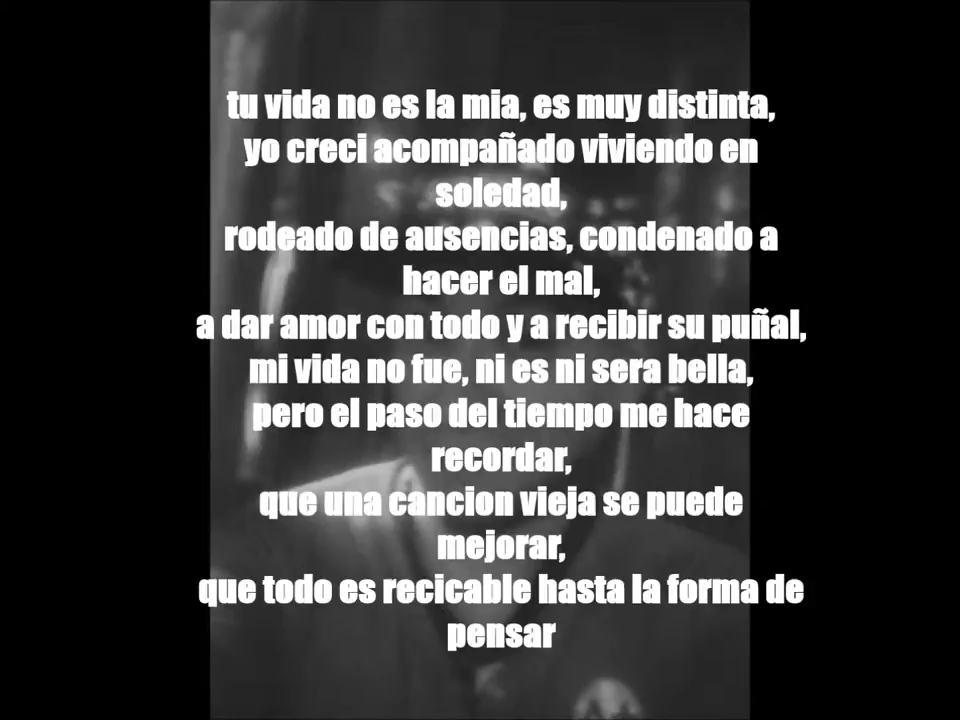 tu vida no es la mia, es muy distinta,
yo creci acompañado viviendo en
soledad,
rodeado de ausencias, condenado a
hacer el mal,
a dar amor con todo y a recibir su puñal,
mi vida no fue, ni es ni sera bella,
pero el paso del tiempo me hace
recordar,
que una cancion vieja se puede
mejorar,
que todo es recicable hasta la forma de
pensar